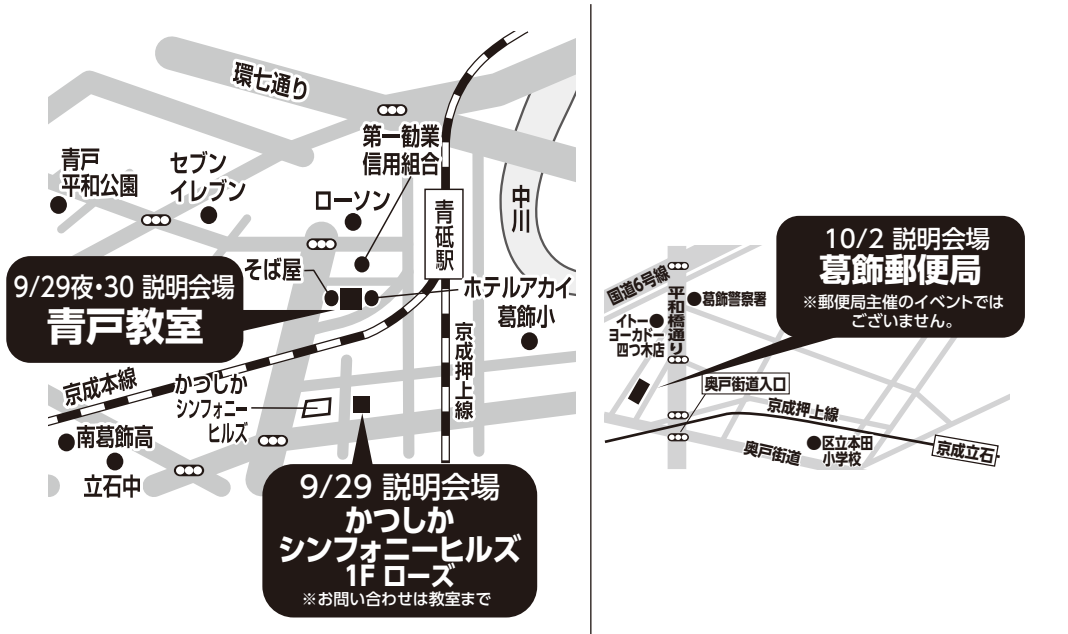 環七通り
第一勧業
信用組合
青戸
平和公園
セブン
イレブン
ローソン
青砥駅
中川
そば屋
ホテルアカイ
葛飾小
9/29夜・30 説明会場
青戸教室
京成本線
京成押上線
かつしか
シンフォニー
ヒルズ
南葛飾高
立石中
9/29 説明会場
かつしか
シンフォニーヒルズ
1F ローズ
※お問い合わせは教室まで
10/2 説明会場
葛飾郵便局
※郵便局主催のイベントでは
ございません。
国道6号線
平和橋通り
葛飾警察署
イトー
ヨーカドー
四つ木店
奥戸街道入口
京成押上線
奥戸街道
区立本田
小学校
京成立石